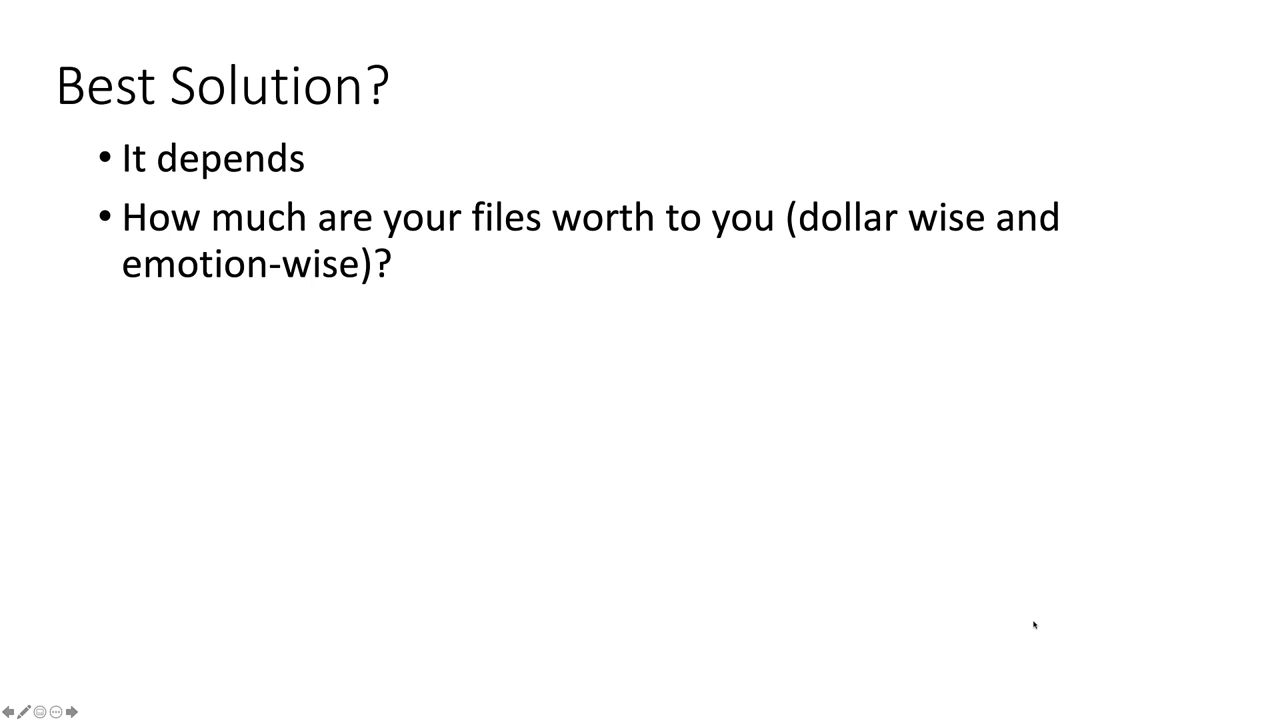 Best Solution?
• It depends
• How much are your files worth to you (dollar wise and
emotion-wise)?